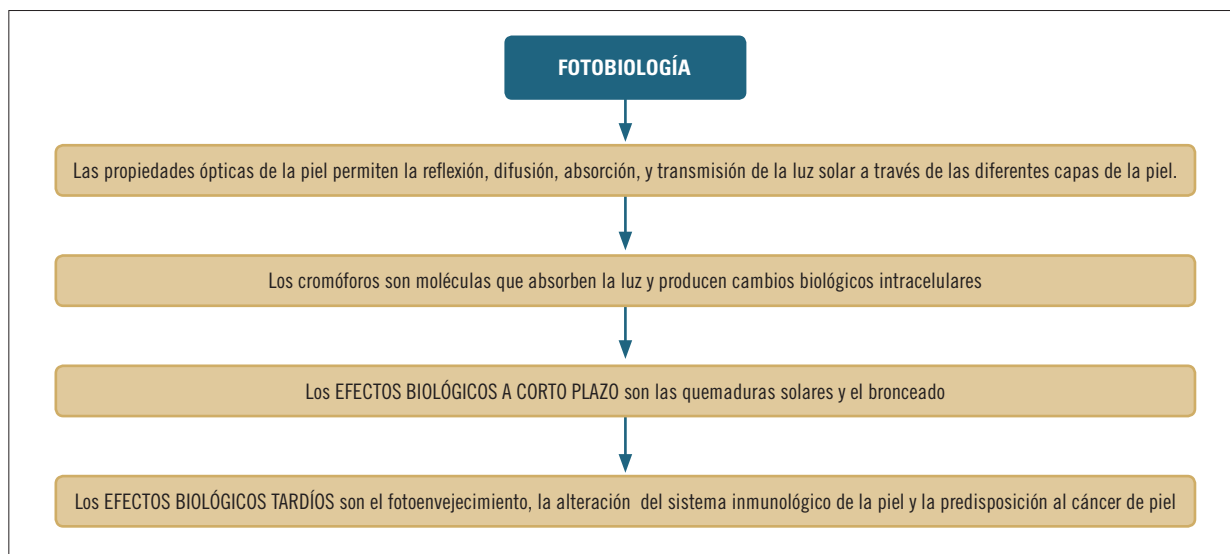 FOTOBIOLOGÍA
Las propiedades ópticas de la piel permiten la reflexión, difusión, absorción, y transmisión de la luz solar a través de las diferentes capas de la piel.
Los cromóforos son moléculas que absorben la luz y producen cambios biológicos intracelulares
Los EFECTOS BIOLÓGICOS A CORTO PLAZO son las quemaduras solares y el bronceado
Los EFECTOS BIOLÓGICOS TARDÍOS son el fotoenvejecimiento, la alteración del sistema inmunológico de la piel y la predisposición al cáncer de piel